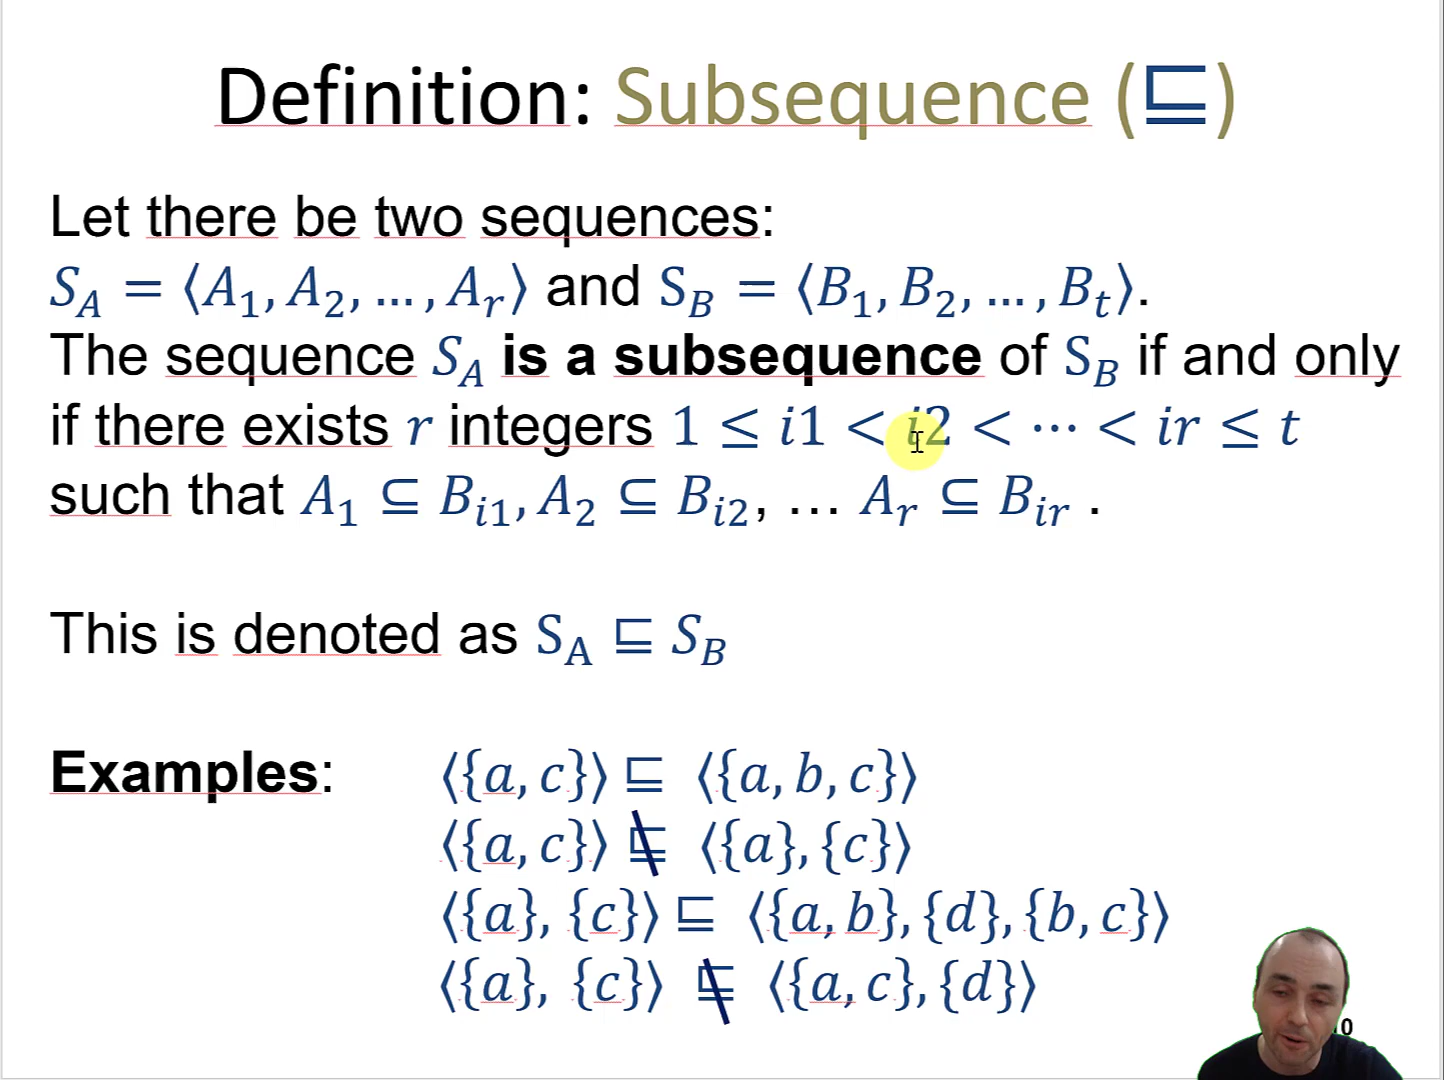 Definition: Subsequence (⊑)
Let there be two sequences:
S_A = ⟨A_1, A_2, … , A_r⟩ and S_B = ⟨B_1, B_2, … , B_t⟩.
The sequence S_A is a subsequence of S_B if and only
if there exists r integers 1 ≤ i1 < i2 < ⋯ < ir ≤ t
such that A_1 ⊆ B_i1, A_2 ⊆ B_i2, … A_r ⊆ B_ir .
This is denoted as S_A ⊑ S_B
Examples: ⟨{a, c}⟩ ⊑ ⟨{a, b, c}⟩
⟨{a, c}⟩ ⋢ ⟨{a}, {c}⟩
⟨{a}, {c}⟩ ⊑ ⟨{a, b}, {d}, {b, c}⟩
⟨{a}, {c}⟩ ⋢ ⟨{a, c}, {d}⟩